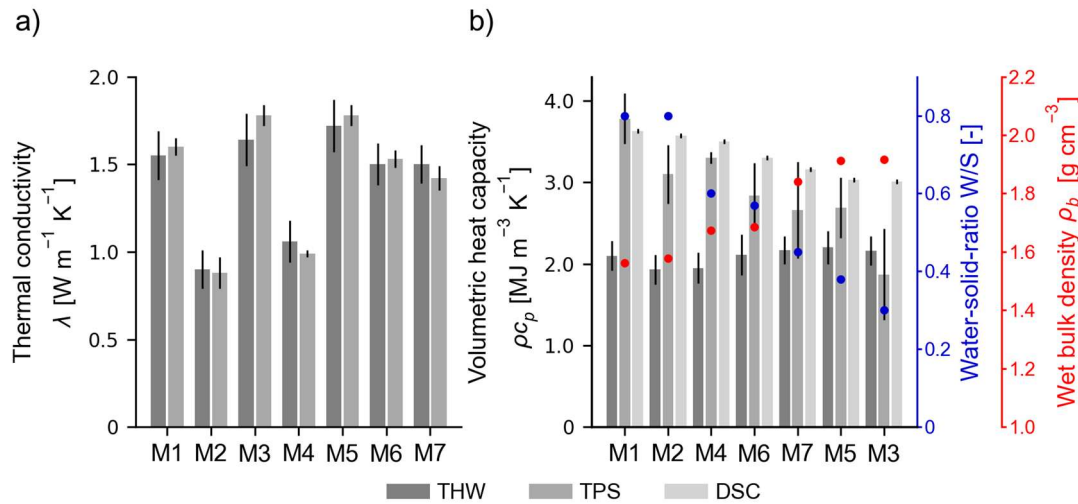 a)
b)
Thermal conductivity
λ [W m⁻¹ K⁻¹]
2.0
1.5
1.0
0.5
0
M1 M2 M3 M4 M5 M6 M7
Volumetric heat capacity
ρcₚ [MJ m⁻³ K⁻¹]
4.0
3.0
2.0
1.0
0
M1 M2 M4 M6 M7 M5 M3
0.8
0.6
0.4
0.2
0
Water-solid-ratio W/S [-]
2.2
2.0
1.8
1.6
1.4
1.2
1.0
Wet bulk density ρ_b [g cm⁻³]
THW TPS DSC